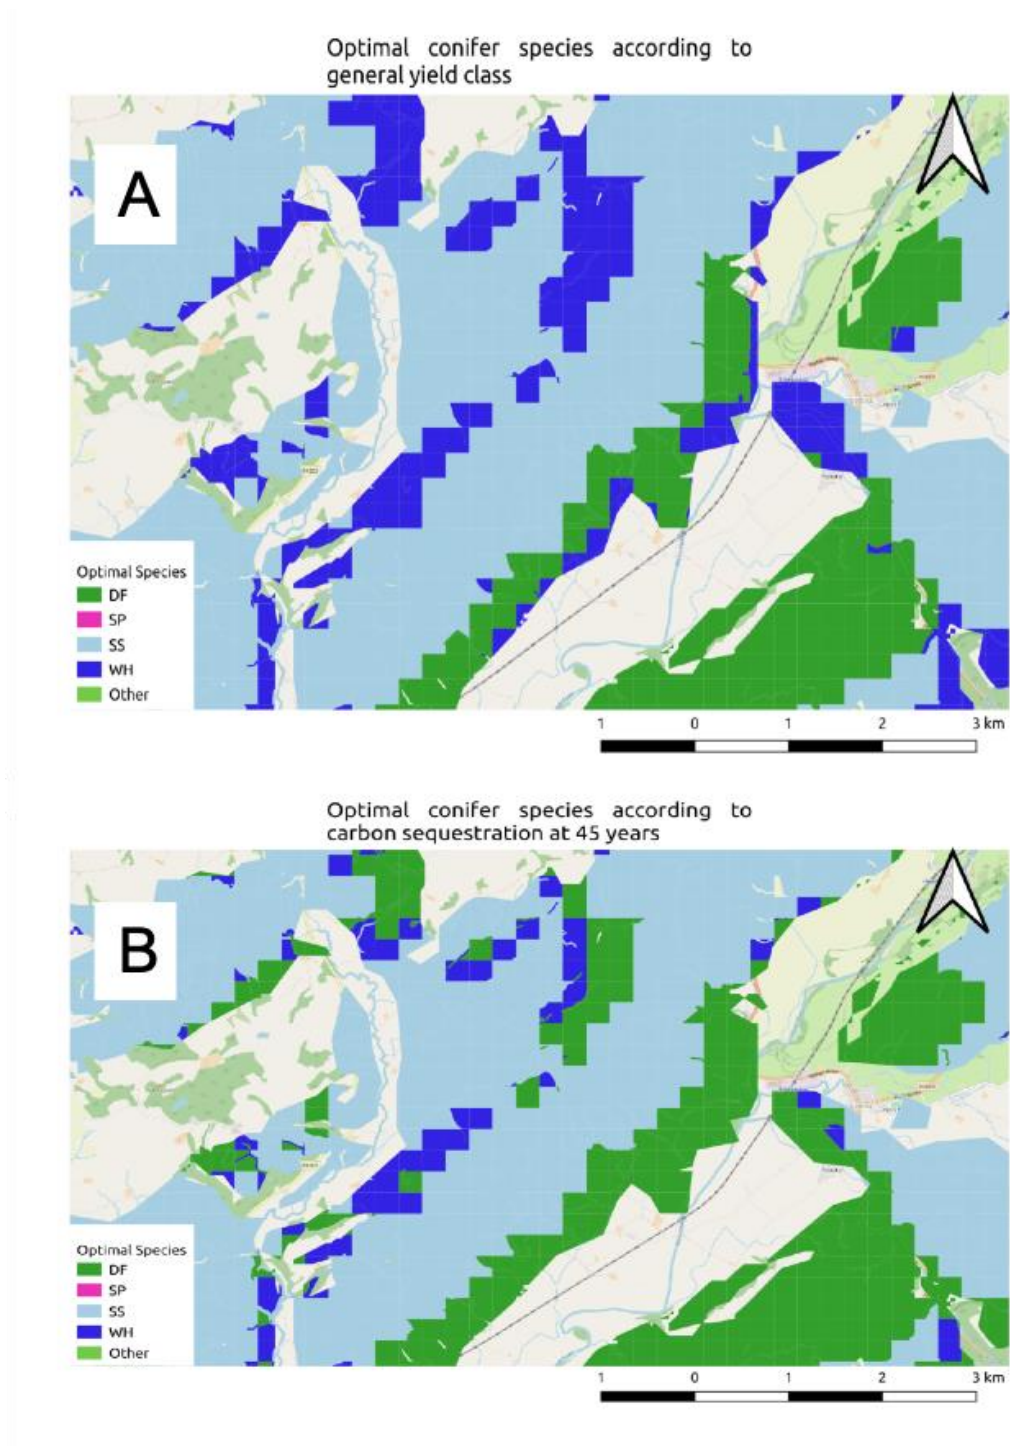 Optimal conifer species according to
general yield class
A
Optimal Species
DF
SP
SS
WH
Other
1 0 1 2 3 km
Optimal conifer species according to
carbon sequestration at 45 years
B
Optimal Species
DF
SP
SS
WH
Other
1 0 1 2 3 km